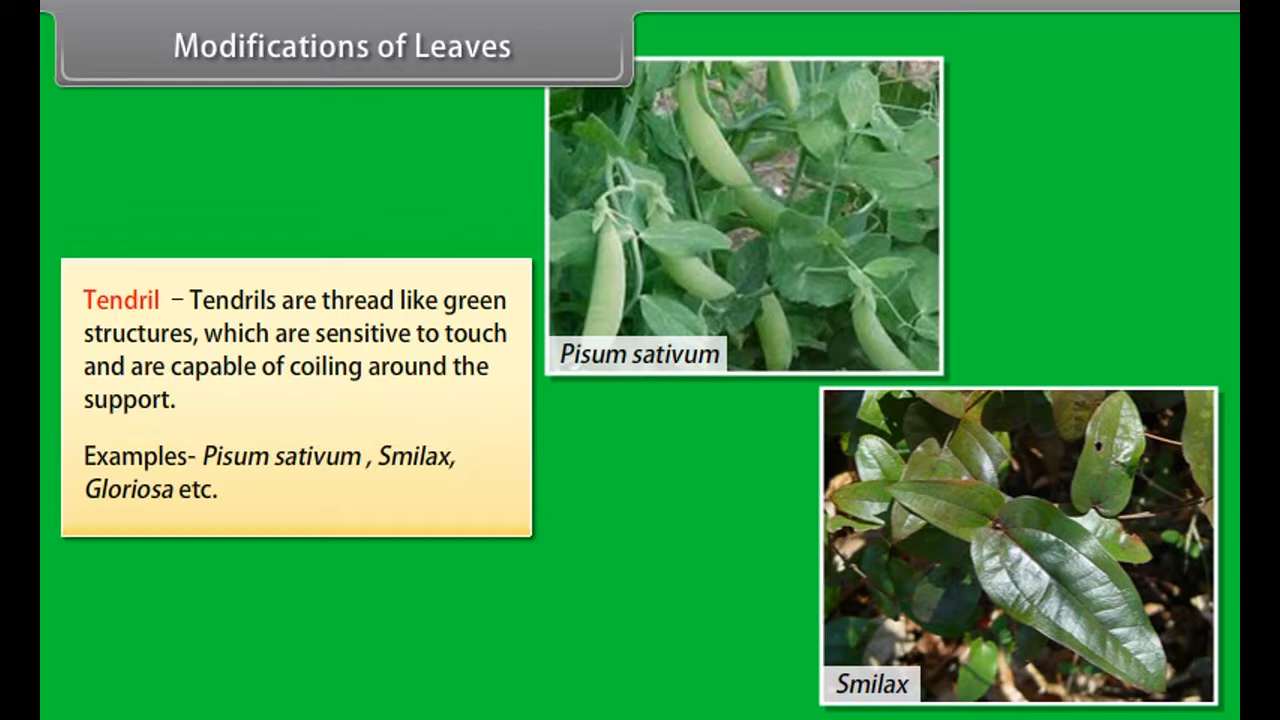 Modifications of Leaves
Pisum sativum
Tendril – Tendrils are thread like green
structures, which are sensitive to touch
and are capable of coiling around the
support.
Examples- Pisum sativum , Smilax,
Gloriosa etc.
Smilax